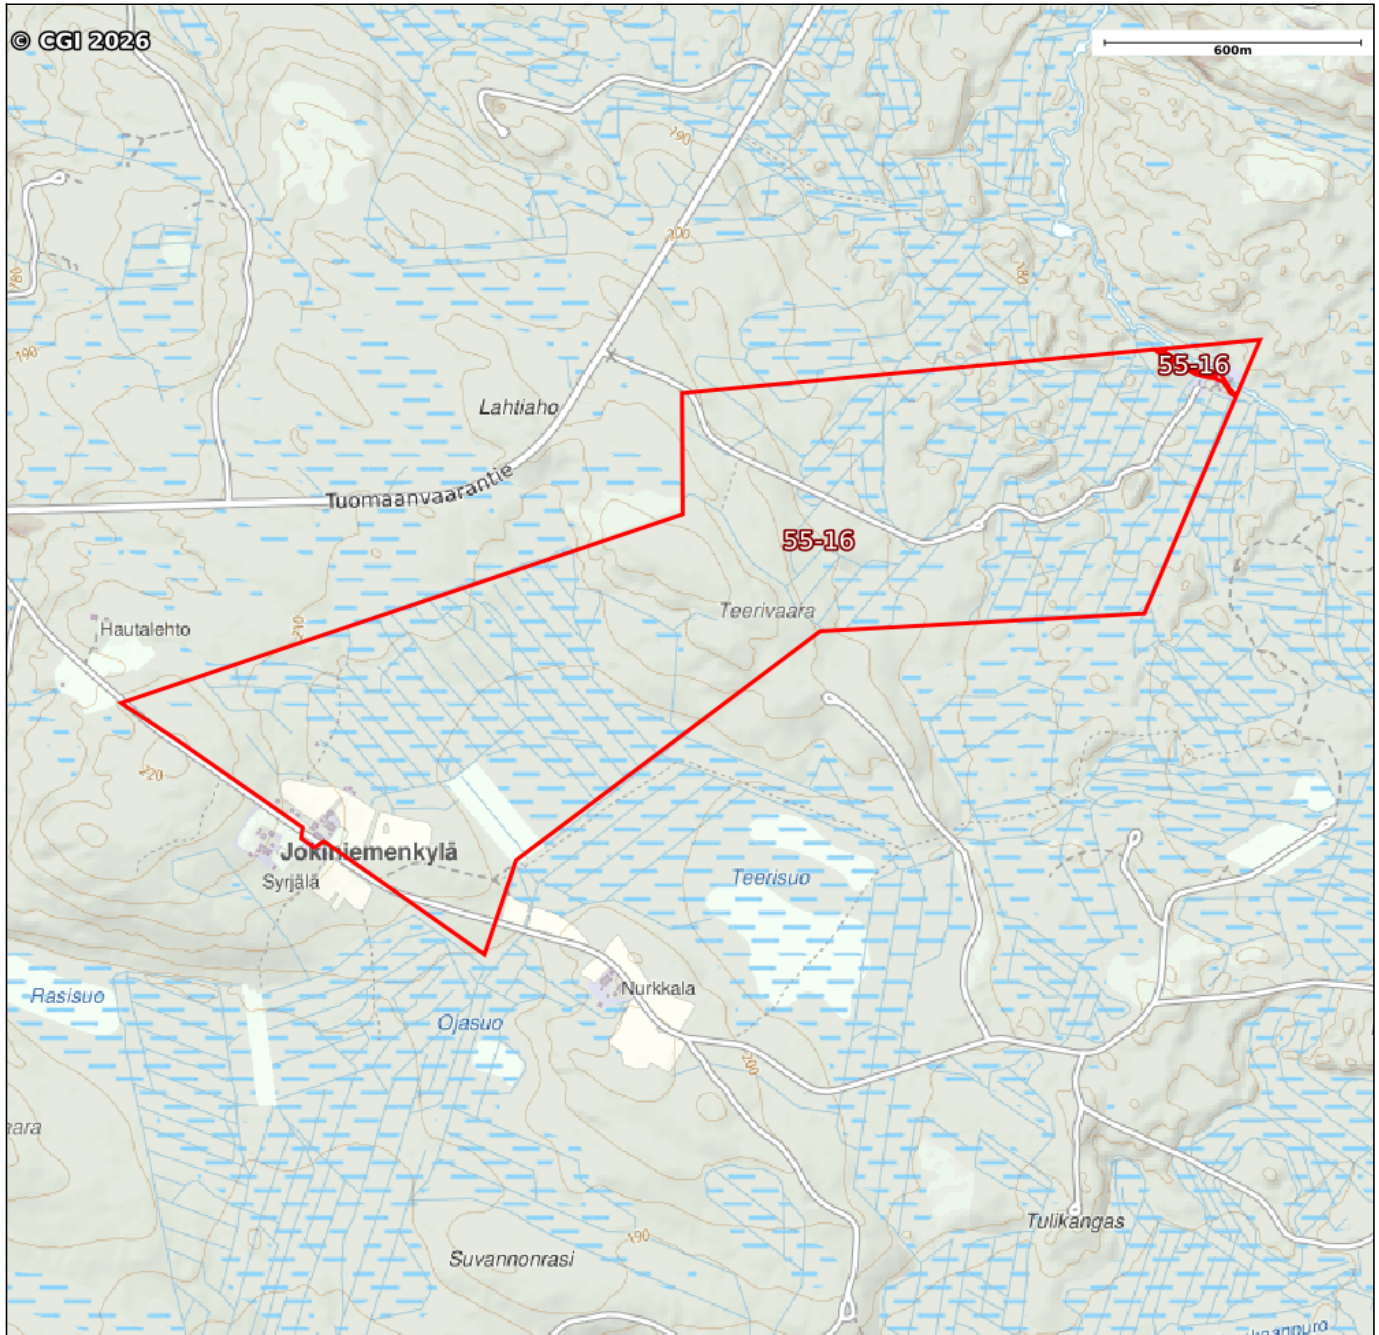 © CGI 2026
600m
190
200
180
180
190
55-16
Lahtiaho
Tuomaanvaarantie
55-16
Teerivaara
210
Hautalehto
220
Jokiniemenkylä
Syrjälä
Teerisuo
Nurkkala
Rasisuo
Ojasuo
200
Tulikangas
190
Suvannonrasi